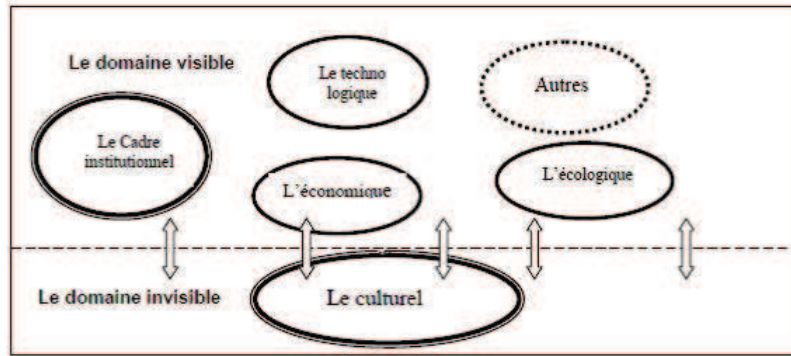 Le domaine visible
Le techno
logique
Autres
Le Cadre
institutionnel
L'économique
L'écologique
Le domaine invisible
Le culturel